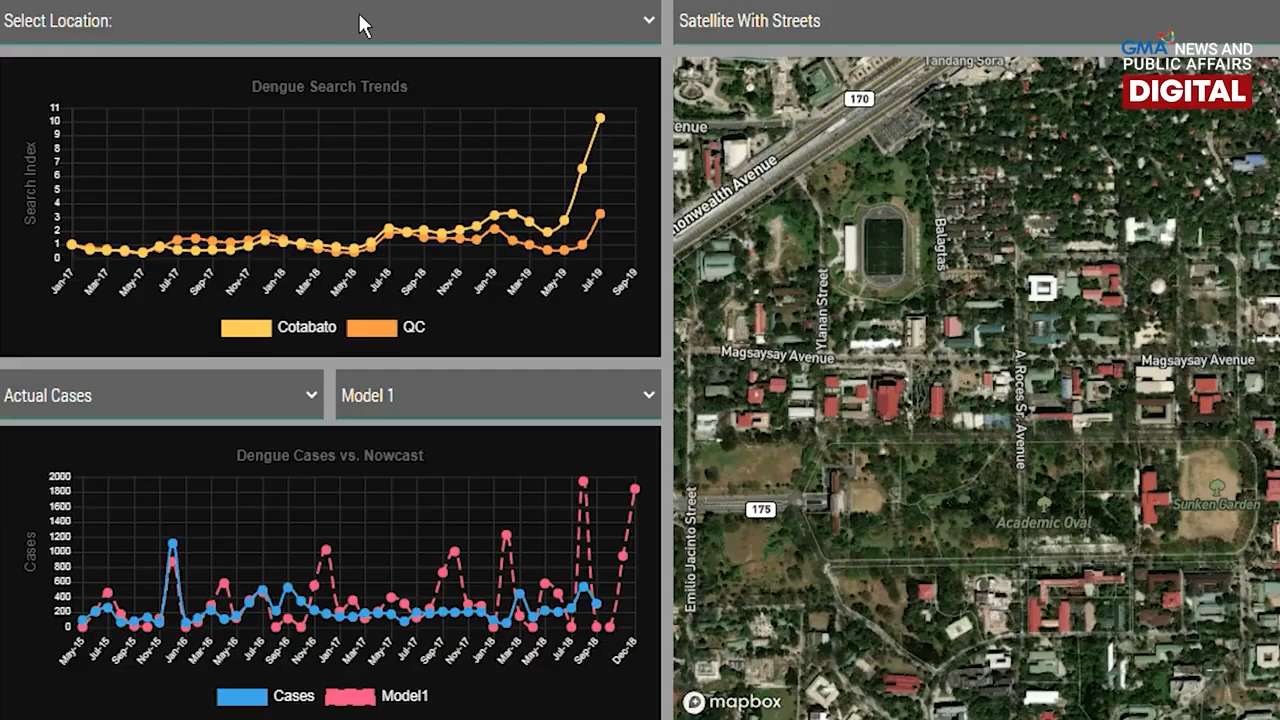 Select Location:
Dengue Search Trends
Search Index
11
10
9
8
7
6
5
4
3
2
1
0
Jan-17
Mar-17
May-17
Jul-17
Sep-17
Nov-17
Jan-18
Mar-18
May-18
Jul-18
Sep-18
Nov-18
Jan-19
Mar-19
May-19
Jul-19
Sep-19
Cotabato
QC
Actual Cases
Model 1
Dengue Cases vs. Nowcast
Cases
2000
1800
1600
1400
1200
1000
800
600
400
200
0
May-15
Jul-15
Sep-15
Nov-15
Jan-16
Mar-16
May-16
Jul-16
Sep-16
Nov-16
Jan-17
Mar-17
May-17
Jul-17
Sep-17
Nov-17
Jan-18
Mar-18
May-18
Jul-18
Sep-18
Dec-18
Cases
Model1
Satellite With Streets
GMA NEWS AND
PUBLIC AFFAIRS
DIGITAL
Tandang Sora
170
enue
monwealth Avenue
Balagtas
Ylanan Street
Magsaysay Avenue
A. Roces Sr. Avenue
Magsaysay Avenue
175
Emilio Jacinto Street
Academic Oval
Sunken Garden
mapbox